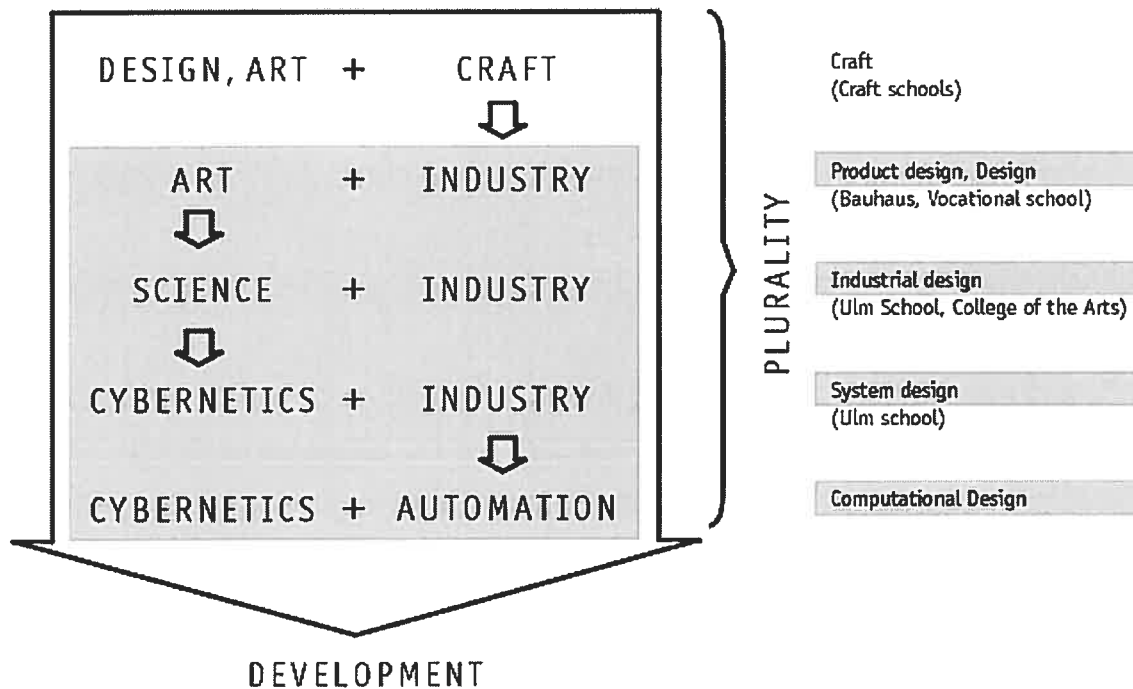 DESIGN, ART + CRAFT
ART + INDUSTRY
SCIENCE + INDUSTRY
CYBERNETICS + INDUSTRY
CYBERNETICS + AUTOMATION
DEVELOPMENT
PLURALITY
Craft
(Craft schools)
Product design, Design
(Bauhaus, Vocational school)
Industrial design
(Ulm School, College of the Arts)
System design
(Ulm school)
Computational Design